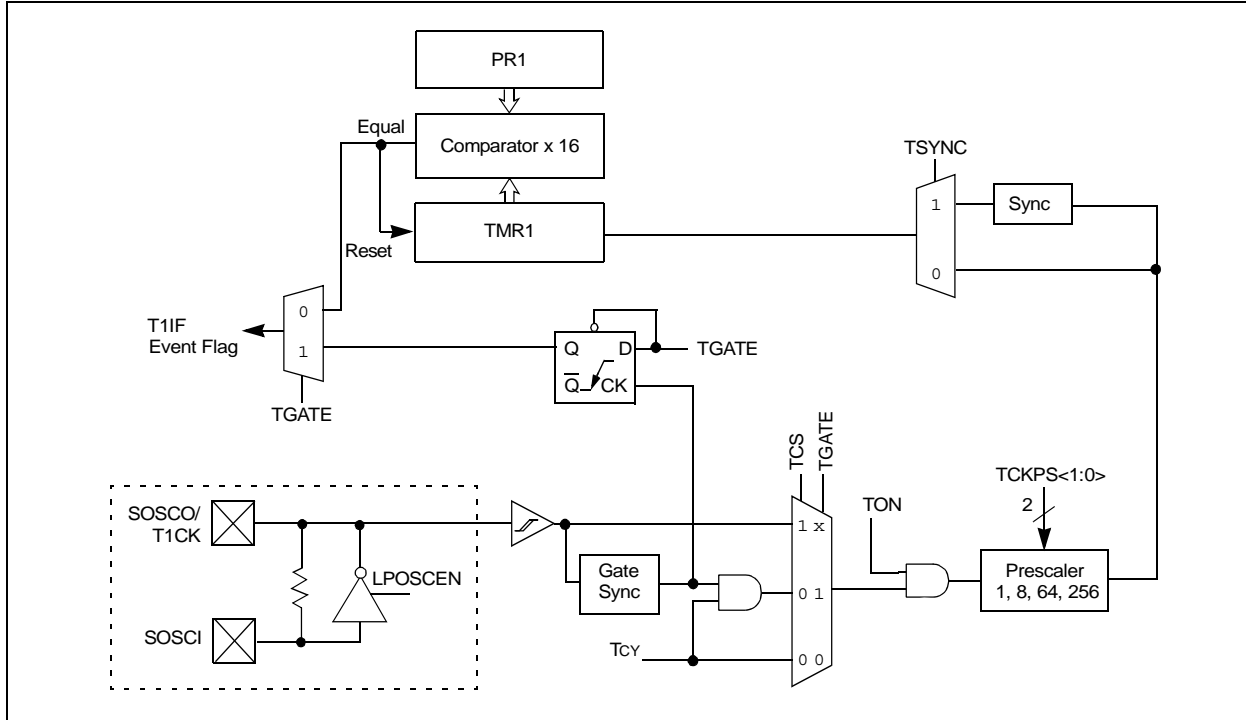 PR1
Equal
Comparator x 16
TSYNC
1
Sync
TMR1
Reset
0
0
T1IF
Event Flag
1
Q
D
TGATE
Q
CK
TGATE
TCS
TGATE
TCKPS<1:0>
2
SOSCO/
T1CK
1 x
TON
LPOSCEN
Gate
Sync
Prescaler
1, 8, 64, 256
0 1
SOSCI
TCY
0 0